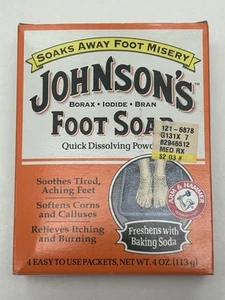 SOAKS AWAY FOOT MISERY
JOHNSON'S
BORAX • IODIDE • BRAN
FOOT SOAP
Quick Dissolving Powder
121-6878
G131X 7
82946512
MED RX
$2.03 #
Soothes Tired,
Aching Feet
Softens Corns
and Calluses
Relieves Itching
and Burning
ARM & HAMMER
Freshens with
Baking Soda
4 EASY TO USE PACKETS, NET WT. 4 OZ. (113 g)